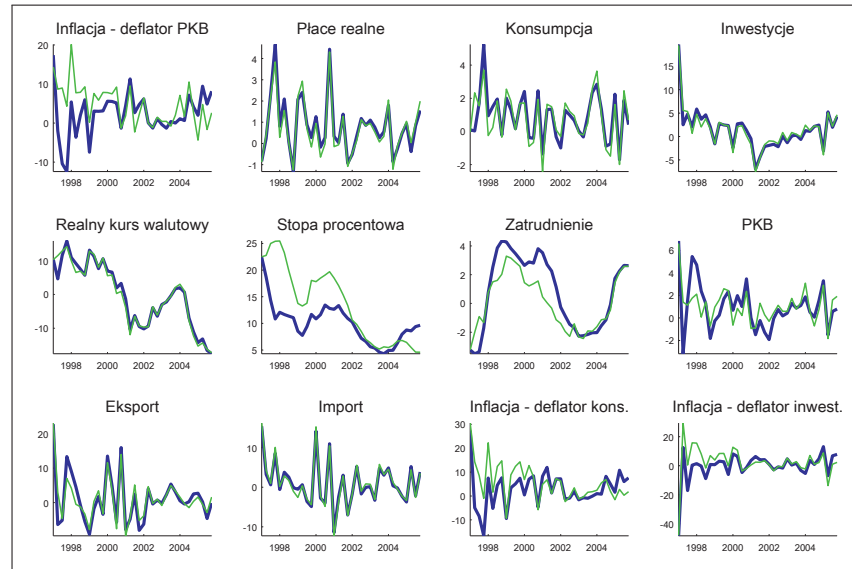 Inflacja - deflator PKB
20
10
0
-10
1998 2000 2002 2004
Płace realne
4
3
2
1
0
-1
1998 2000 2002 2004
Konsumpcja
4
2
0
-2
1998 2000 2002 2004
Inwestycje
15
10
5
0
-5
1998 2000 2002 2004
Realny kurs walutowy
10
0
-10
1998 2000 2002 2004
Stopa procentowa
25
20
15
10
5
1998 2000 2002 2004
Zatrudnienie
4
2
0
-2
1998 2000 2002 2004
PKB
6
4
2
0
-2
1998 2000 2002 2004
Eksport
20
10
0
1998 2000 2002 2004
Import
10
0
-10
1998 2000 2002 2004
Inflacja - deflator kons.
30
20
10
0
-10
1998 2000 2002 2004
Inflacja - deflator inwest.
20
0
-20
-40
1998 2000 2002 2004